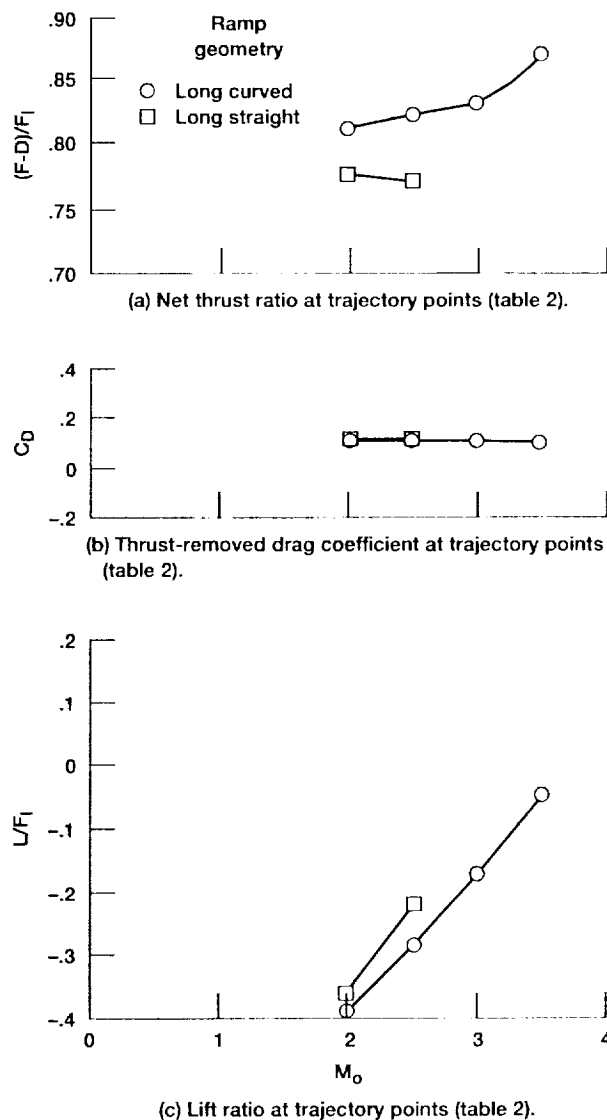 Ramp
geometry
Long curved
Long straight
(F-D)/F_I
.90
.85
.80
.75
.70
(a) Net thrust ratio at trajectory points (table 2).
C_D
.4
.2
0
-.2
(b) Thrust-removed drag coefficient at trajectory points
(table 2).
L/F_I
.2
.1
0
-.1
-.2
-.3
-.4
0 1 2 3 4
M_o
(c) Lift ratio at trajectory points (table 2).